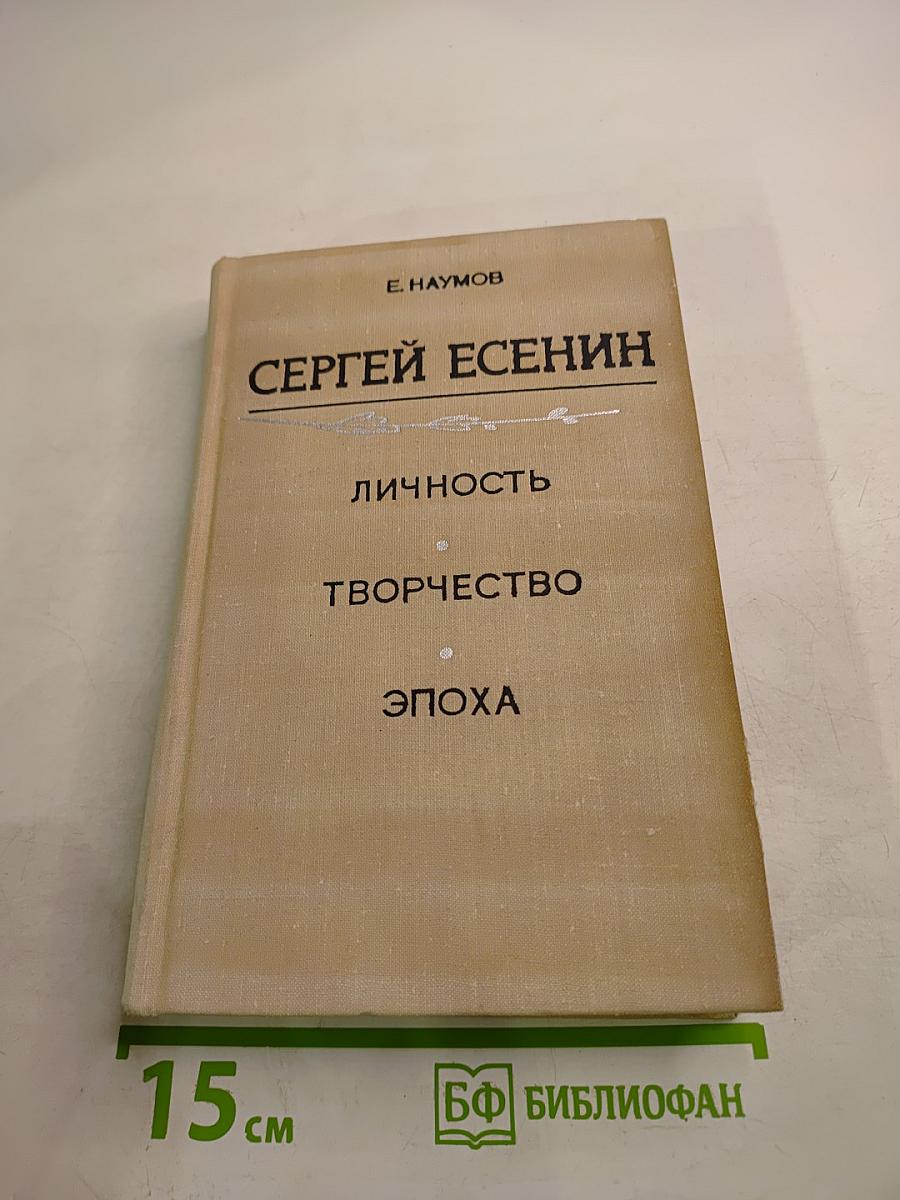 Е. НАУМОВ
СЕРГЕЙ ЕСЕНИН
ЛИЧНОСТЬ
ТВОРЧЕСТВО
ЭПОХА
15 см
БФ БИБЛИОФАН